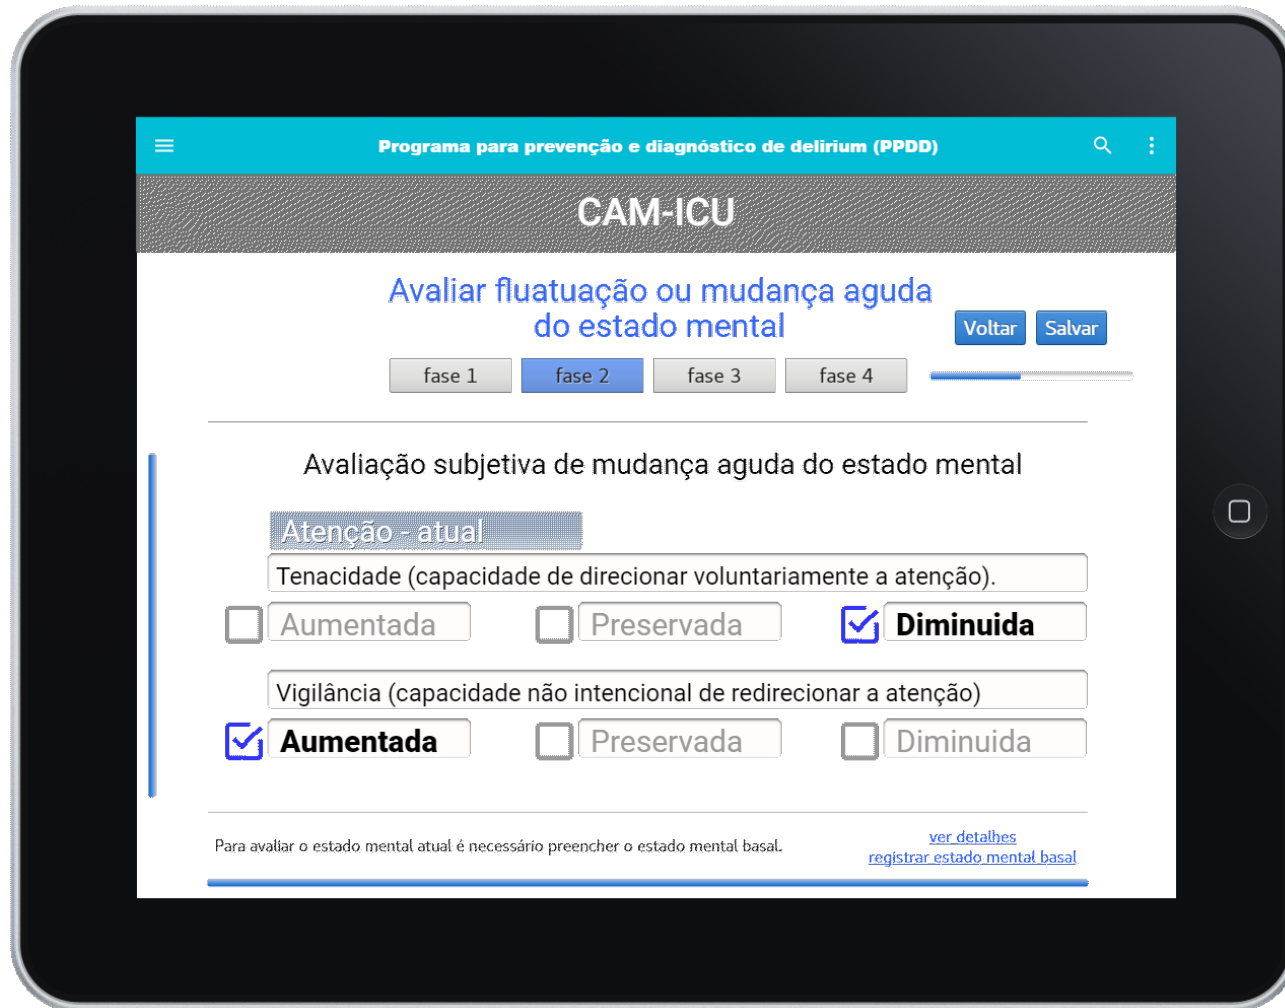 Programa para prevenção e diagnóstico de delirium (PPDD)
CAM-ICU
Avaliar fluatuação ou mudança aguda
do estado mental
Voltar Salvar
fase 1 fase 2 fase 3 fase 4
Avaliação subjetiva de mudança aguda do estado mental
Atenção - atual
Tenacidade (capacidade de direcionar voluntariamente a atenção).
Aumentada Preservada Diminuida
Vigilância (capacidade não intencional de redirecionar a atenção)
Aumentada Preservada Diminuida
Para avaliar o estado mental atual é necessário preencher o estado mental basal.
ver detalhes
registrar estado mental basal